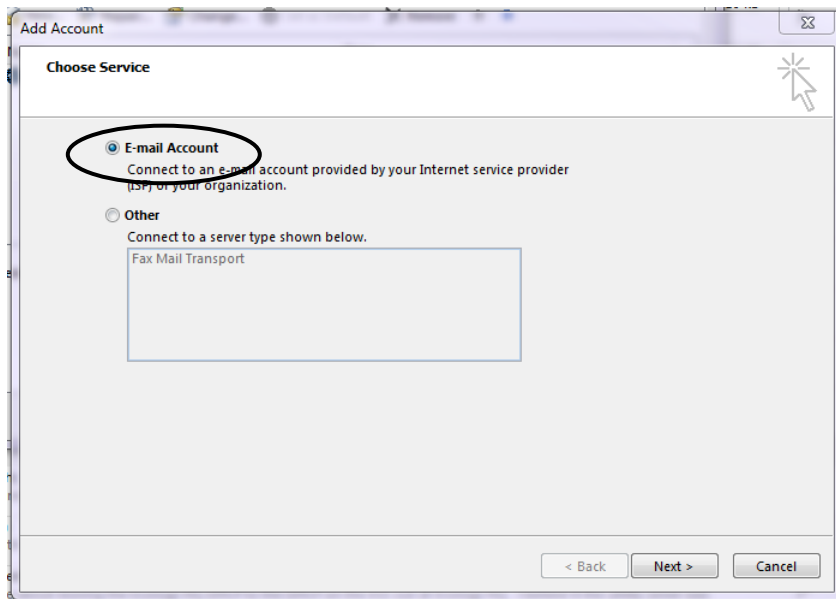 Add Account
Choose Service
E-mail Account
Connect to an e-mail account provided by your Internet service provider
(ISP) or your organization.
Other
Connect to a server type shown below.
Fax Mail Transport
< Back
Next >
Cancel